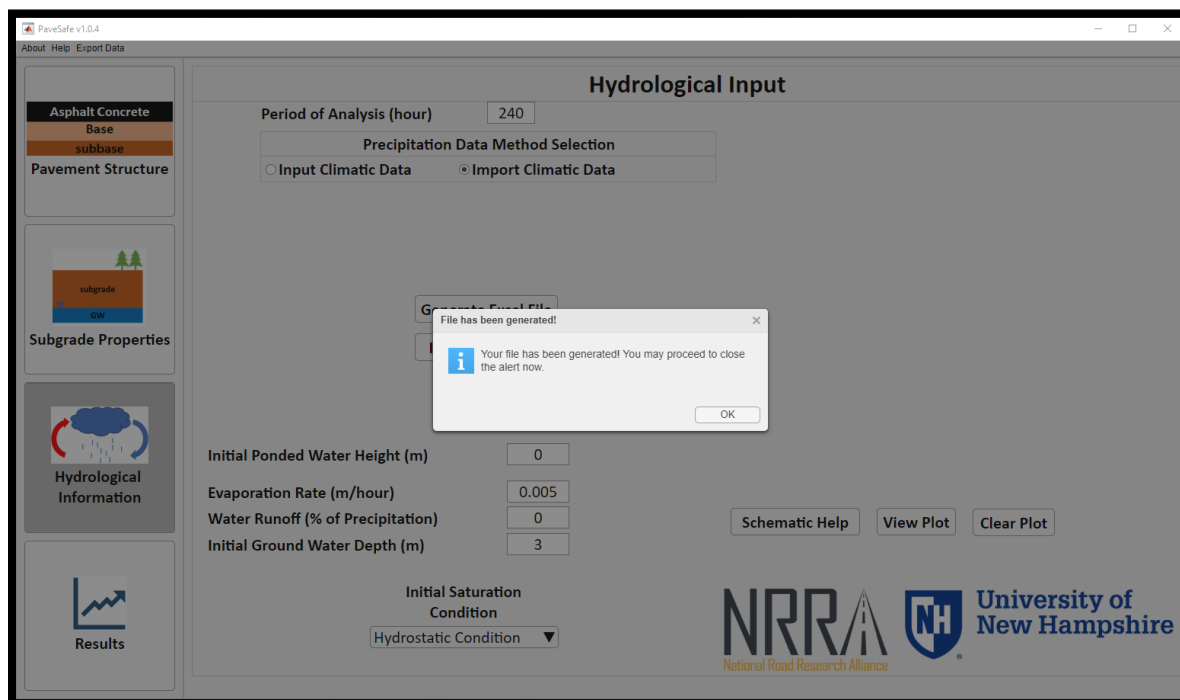 PaveSafe v1.0.4
About Help Export Data
Asphalt Concrete
Base
subbase
Pavement Structure
subgrade
GW
Subgrade Properties
Hydrological
Information
Results
Hydrological Input
Period of Analysis (hour) 240
Precipitation Data Method Selection
Input Climatic Data Import Climatic Data
Generate Excel File
File has been generated!
Your file has been generated! You may proceed to close
the alert now.
OK
Initial Ponded Water Height (m) 0
Evaporation Rate (m/hour) 0.005
Water Runoff (% of Precipitation) 0
Initial Ground Water Depth (m) 3
Schematic Help View Plot Clear Plot
Initial Saturation
Condition
Hydrostatic Condition
NRRA
National Road Research Alliance
NH
University of
New Hampshire